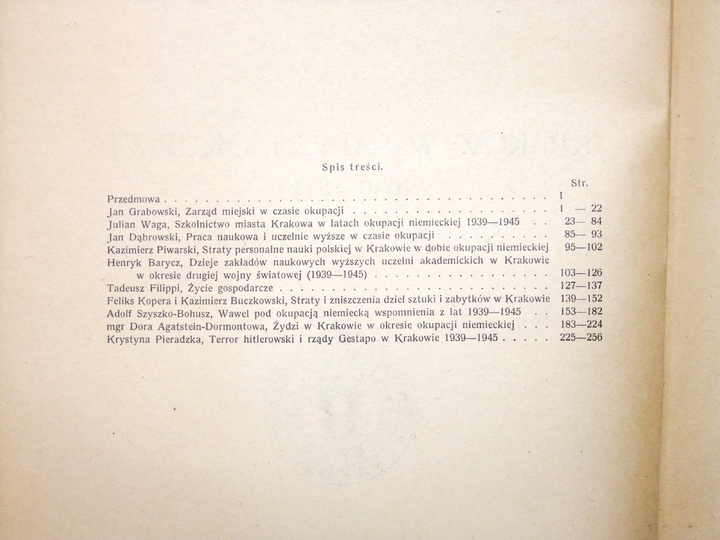 Spis treści.
Str.
Przedmowa . . . . . . . . . . . . . . . . . . . . . . . . . . . . . . . . . . . . . . I
Jan Grabowski, Zarząd miejski w czasie okupacji . . . . . . . . . . . . . . . . . . . 1 — 22
Julian Waga, Szkolnictwo miasta Krakowa w latach okupacji niemieckiej 1939—1945 . . 23— 84
Jan Dąbrowski, Praca naukowa i uczelnie wyższe w czasie okupacji . . . . . . . . . 85— 93
Kazimierz Piwarski, Straty personalne nauki polskiej w Krakowie w dobie okupacji niemieckiej 95—102
Henryk Barycz, Dzieje zakładów naukowych wyższych uczelni akademickich w Krakowie
w okresie drugiej wojny światowej (1939—1945) . . . . . . . . . . . . . . . . . 103—126
Tadeusz Filippi, Życie gospodarcze . . . . . . . . . . . . . . . . . . . . . . . . . . 127—137
Feliks Kopera i Kazimierz Buczkowski, Straty i zniszczenia dzieł sztuki i zabytków w Krakowie 139—152
Adolf Szyszko-Bohusz, Wawel pod okupacją niemiecką wspomnienia z lat 1939—1945 . . 153—182
mgr Dora Agatstein-Dormontowa, Żydzi w Krakowie w okresie okupacji niemieckiej . . . 183—224
Krystyna Pieradzka, Terror hitlerowski i rządy Gestapo w Krakowie 1939—1945 . . . . . 225—256